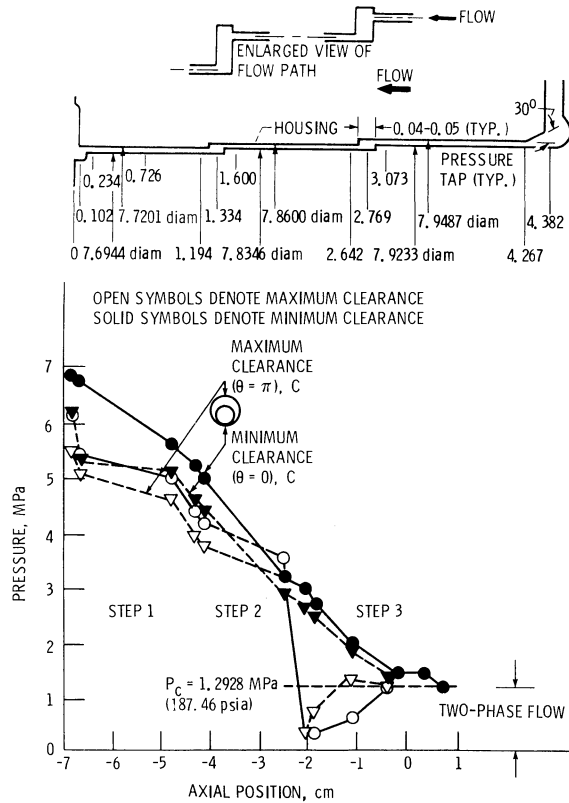 FLOW
ENLARGED VIEW OF
FLOW PATH
FLOW
30°
HOUSING
0.04-0.05 (TYP.)
PRESSURE
TAP (TYP.)
0.234 0.726 1.600 3.073
0.102 7.7201 diam 1.334 7.8600 diam 2.769 7.9487 diam 4.382
0 7.6944 diam 1.194 7.8346 diam 2.642 7.9233 diam 4.267
OPEN SYMBOLS DENOTE MAXIMUM CLEARANCE
SOLID SYMBOLS DENOTE MINIMUM CLEARANCE
MAXIMUM
CLEARANCE
(θ = π), C
MINIMUM
CLEARANCE
(θ = 0), C
7
6
5
4
3
2
1
0
PRESSURE, MPa
STEP 1 STEP 2 STEP 3
P_C = 1.2928 MPa
(187.46 psia)
TWO-PHASE FLOW
-7 -6 -5 -4 -3 -2 -1 0 1
AXIAL POSITION, cm